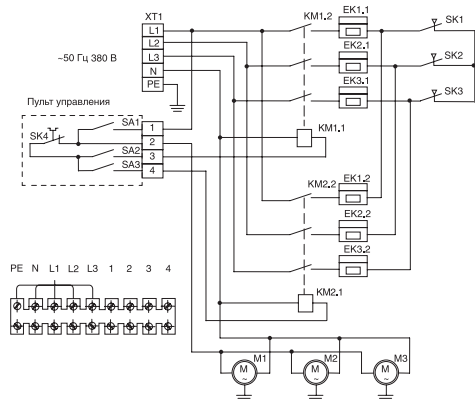 XT1
L1
L2
L3
N
PE
~50 Гц 380 В
Пульт управления
SK4
SA1
SA2
SA3
1
2
3
4
KM1.2
EK1.1
EK2.1
EK3.1
SK1
SK2
SK3
KM1.1
KM2.2
EK1.2
EK2.2
EK3.2
KM2.1
PE N L1 L2 L3 1 2 3 4
M1
M2
M3
M
~
M
~
M
~